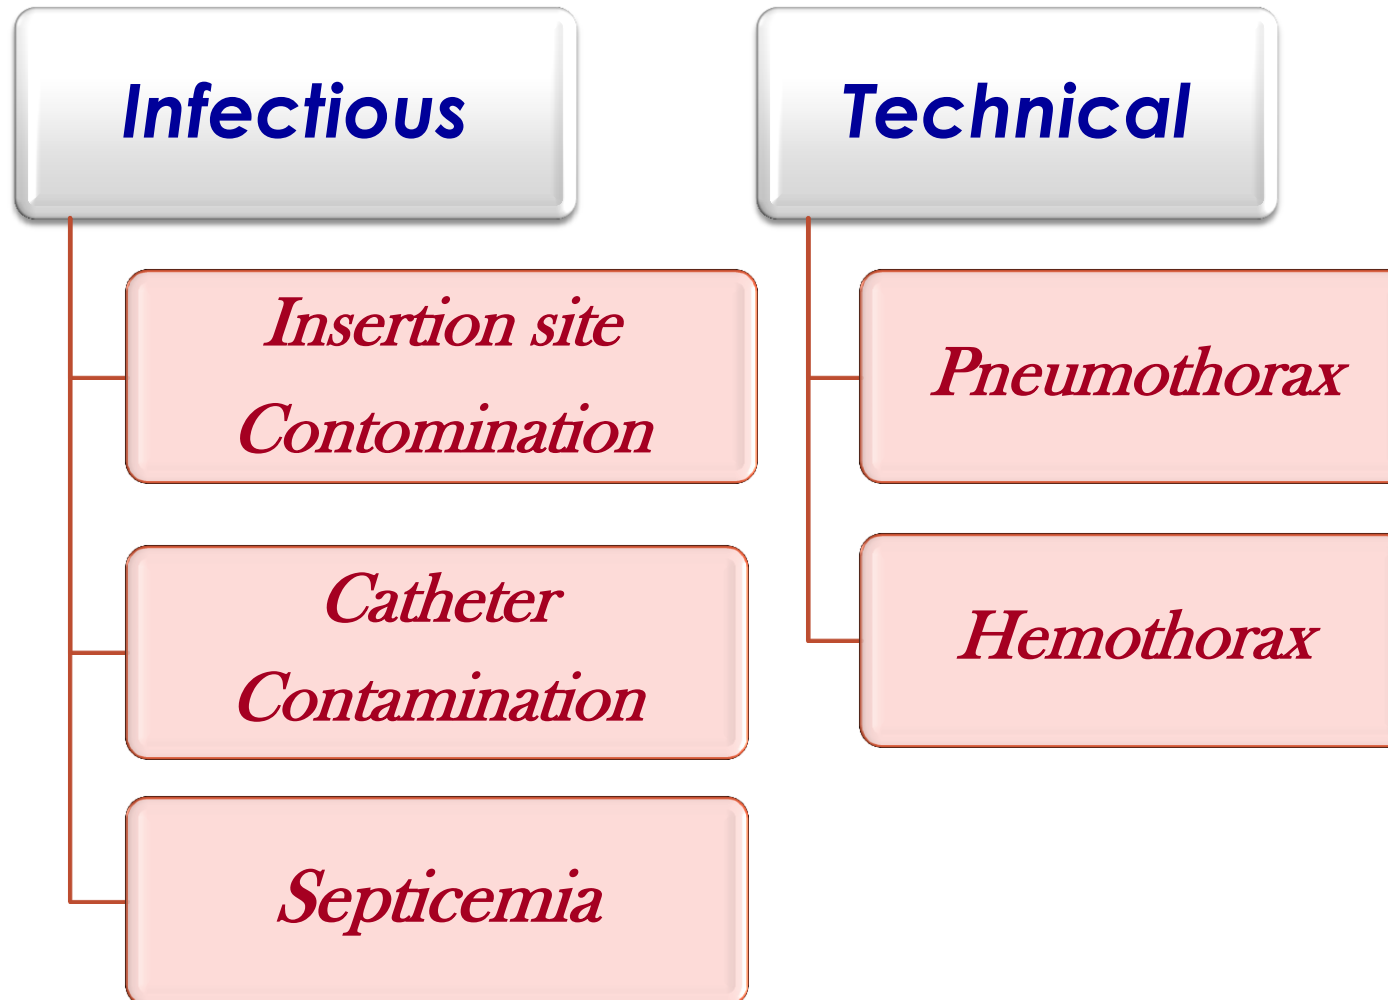 Infectious
Insertion site
Contomination
Catheter
Contamination
Septicemia
Technical
Pneumothorax
Hemothorax